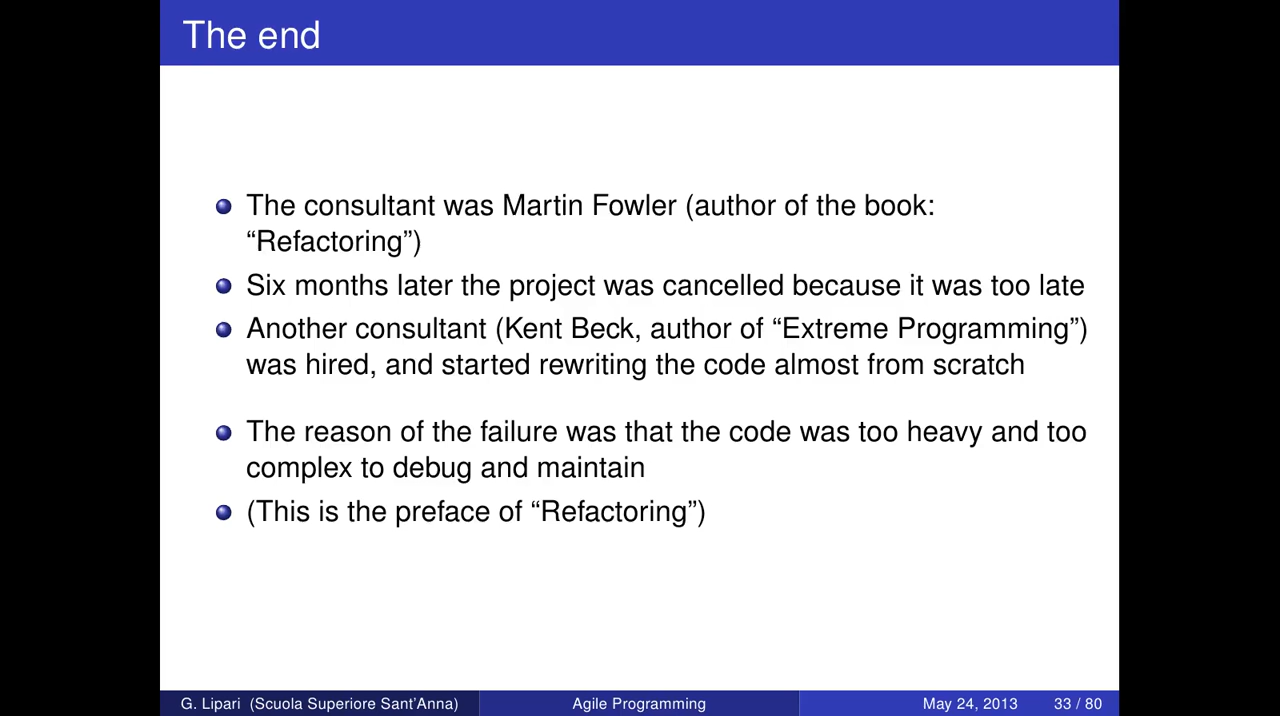 The end
The consultant was Martin Fowler (author of the book:
“Refactoring”)
Six months later the project was cancelled because it was too late
Another consultant (Kent Beck, author of “Extreme Programming”)
was hired, and started rewriting the code almost from scratch
The reason of the failure was that the code was too heavy and too
complex to debug and maintain
(This is the preface of “Refactoring”)
G. Lipari (Scuola Superiore Sant’Anna) Agile Programming May 24, 2013 33 / 80